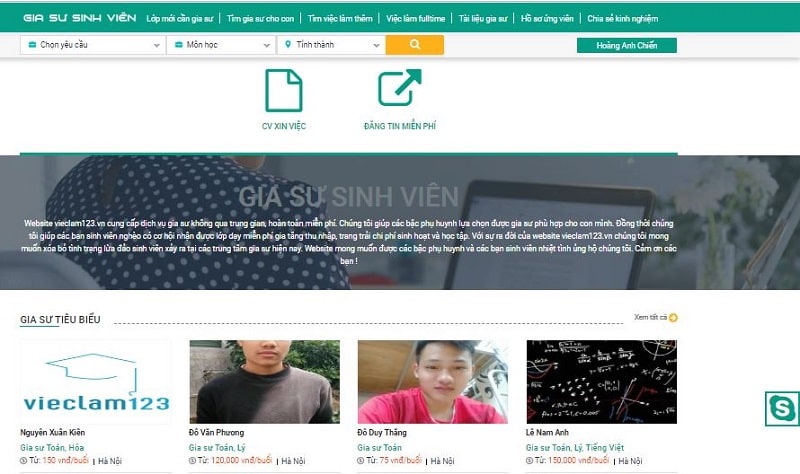 GIA SƯ SINH VIÊN Lớp mới cần gia sư Tìm gia sư cho con Tìm việc làm thêm Việc làm fulltime Tài liệu gia sư Hồ sơ ứng viên Chia sẻ kinh nghiệm
Chọn yêu cầu Môn học Tỉnh thành Hoàng Anh Chiến
CV XIN VIỆC ĐĂNG TIN MIỄN PHÍ
GIA SƯ SINH VIÊN
Website vieclam123.vn cung cấp dịch vụ gia sư không qua trung gian, hoàn toàn miễn phí. Chúng tôi giúp các bậc phụ huynh lựa chọn được gia sư phù hợp cho con mình. Đồng thời chúng
tôi giúp các bạn sinh viên nghèo có cơ hội nhận được lớp dạy miễn phí gia tăng thu nhập, trang trải chi phí sinh hoạt và học tập. Với sự ra đời của website vieclam123.vn chúng tôi mong
muốn xóa bỏ tình trạng lừa đảo sinh viên xảy ra tại các trung tâm gia sư hiện nay. Website mong muốn được các bậc phụ huynh và các bạn sinh viên nhiệt tình ủng hộ chúng tôi. Cảm ơn các
bạn !
GIA SƯ TIÊU BIỂU Xem tất cả
vieclam123
Nguyễn Xuân Kiên Đỗ Văn Phương Đỗ Duy Thăng Lê Nam Anh
Gia sư Toán, Hóa Gia sư Toán, Lý Gia sư Toán Gia sư Toán, Lý, Tiếng Việt
Từ: 150 vnđ/buổi Hà Nội Từ: 120,000 vnđ/buổi Hà Nội Từ: 75 vnđ/buổi Hà Nội Từ: 150,000 vnđ/buổi Hà Nội